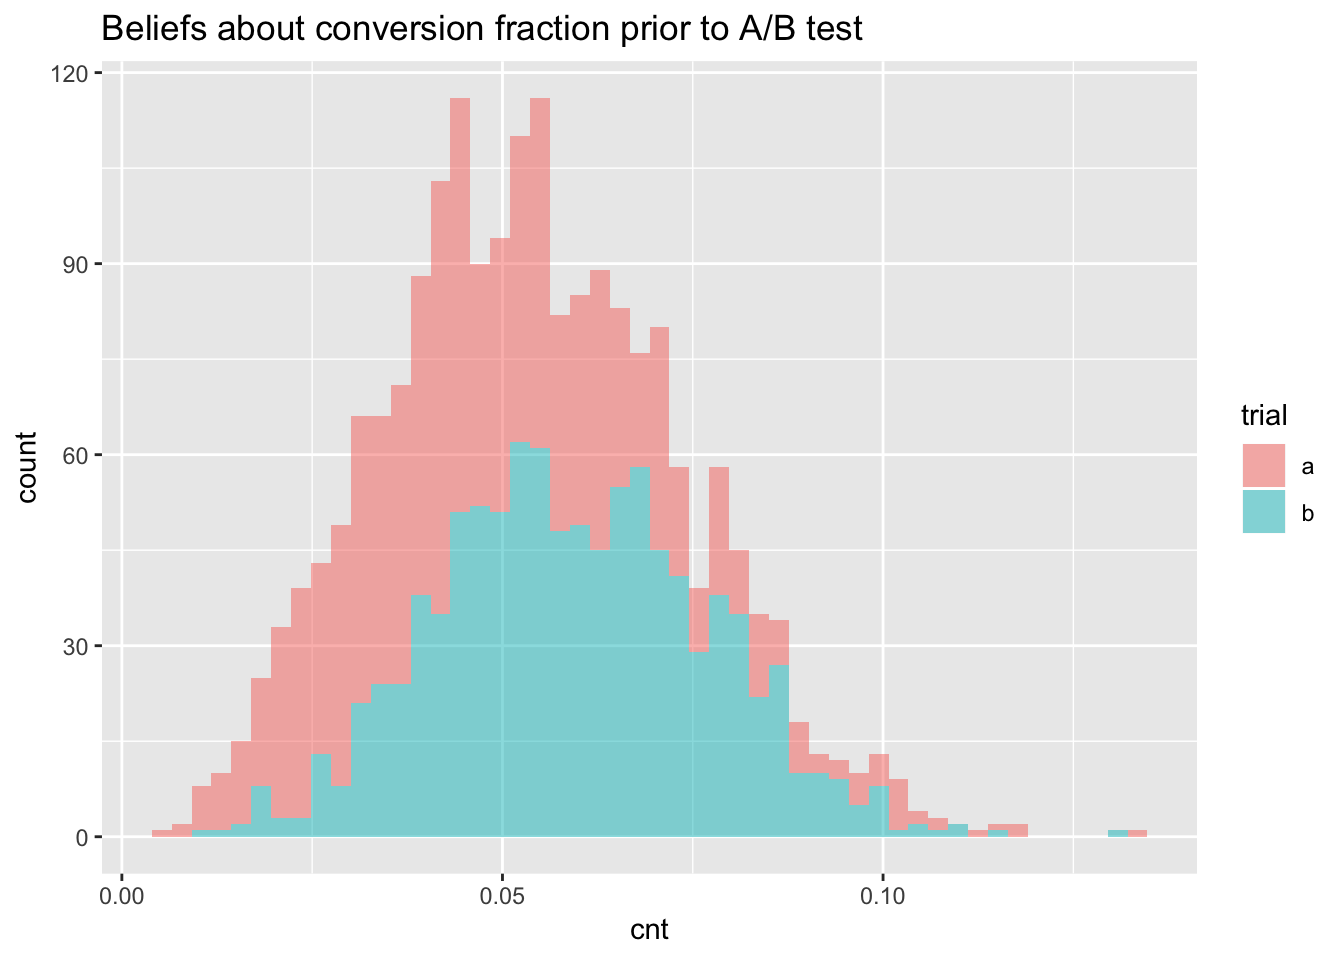 Beliefs about conversion fraction prior to A/B test
120
90
60
30
0
count
0.00
0.05
0.10
cnt
trial
a
b